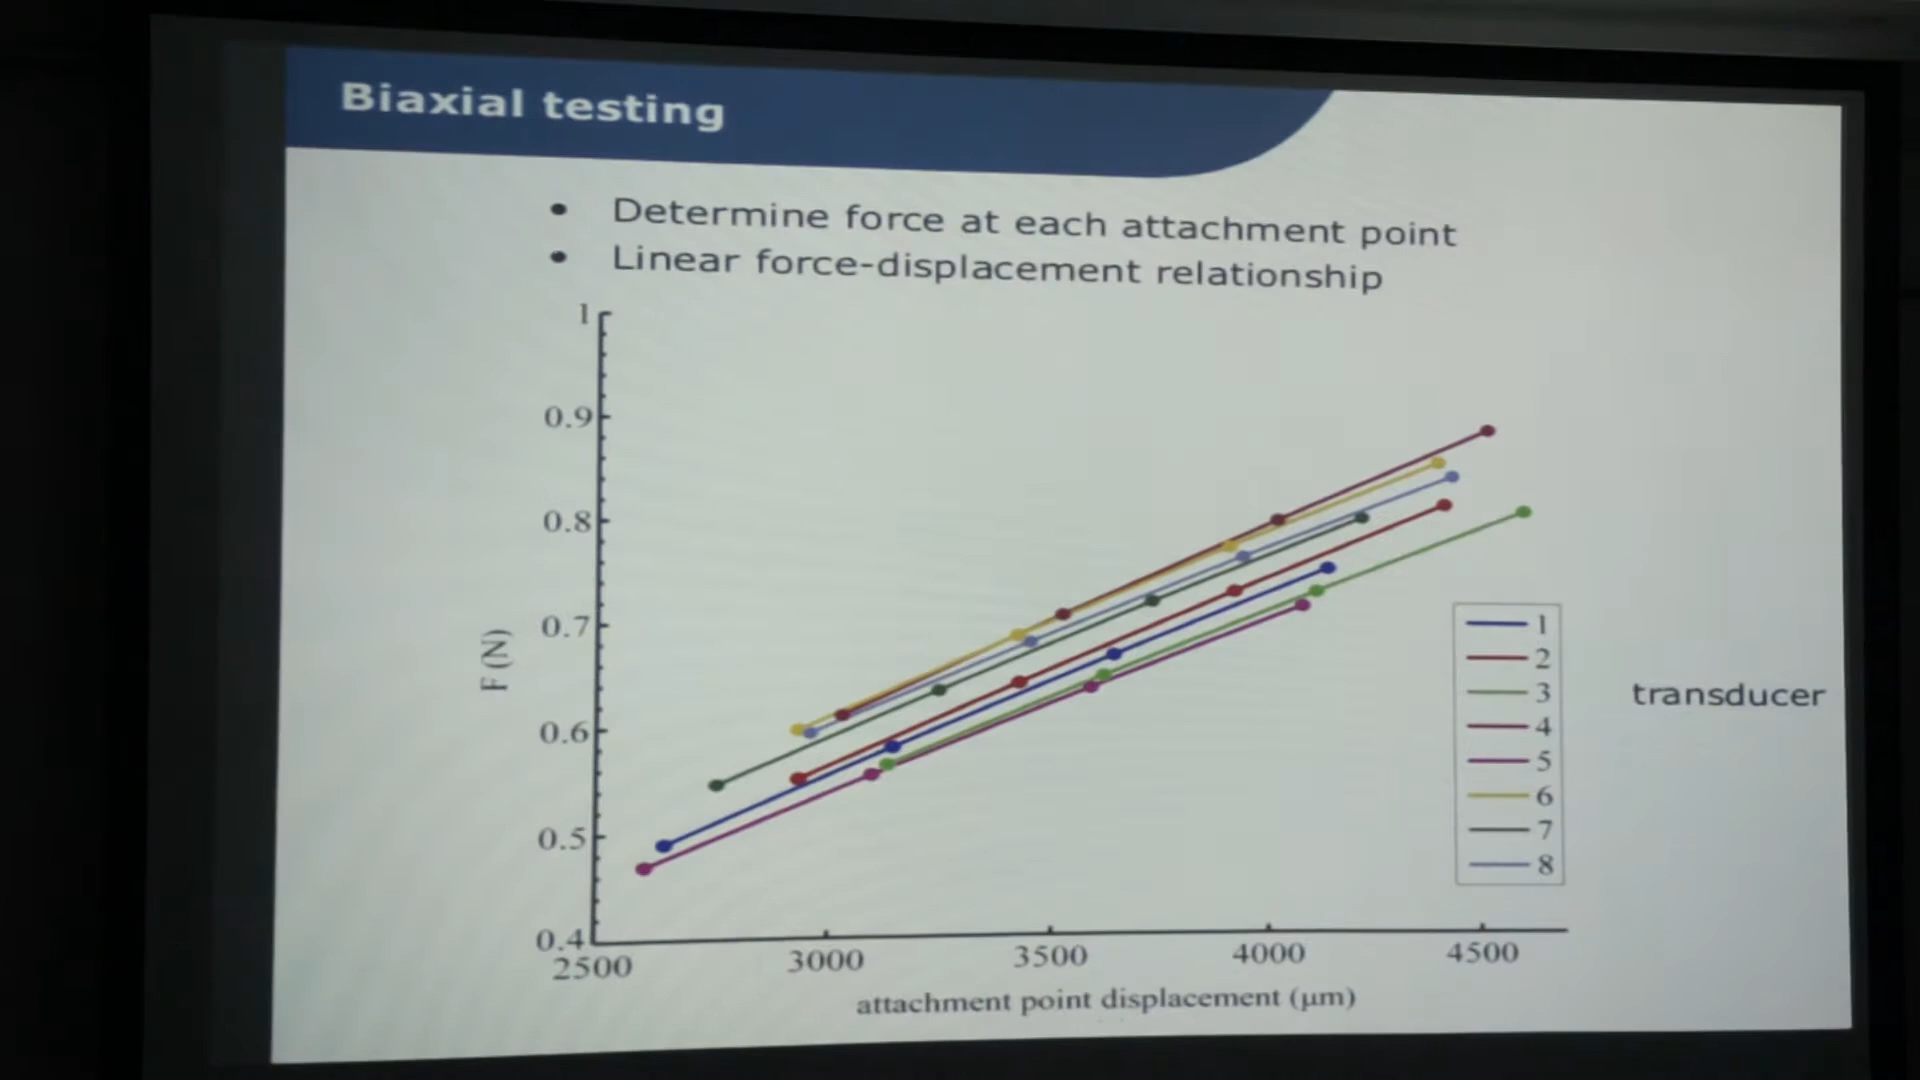 Biaxial testing
• Determine force at each attachment point
• Linear force-displacement relationship
1
0.9
0.8
0.7
0.6
0.5
0.4
F (N)
2500 3000 3500 4000 4500
attachment point displacement (µm)
1
2
3
4
5
6
7
8
transducer